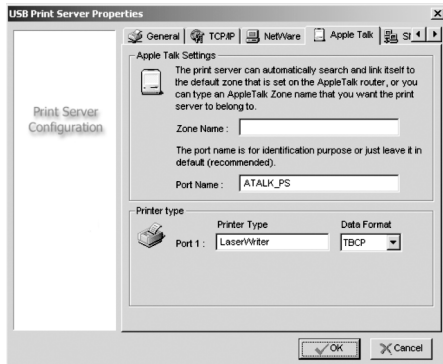 USB Print Server Properties
General TCP/IP NetWare Apple Talk
Print Server
Configuration
Apple Talk Settings
The print server can automatically search and link itself to
the default zone that is set on the AppleTalk router, or you
can type an AppleTalk Zone name that you want the print
server to belong to.
Zone Name :
The port name is for identification purpose or just leave it in
default (recommended).
Port Name : ATALK_PS
Printer type
Printer Type Data Format
Port 1 : LaserWriter TBCP
OK Cancel